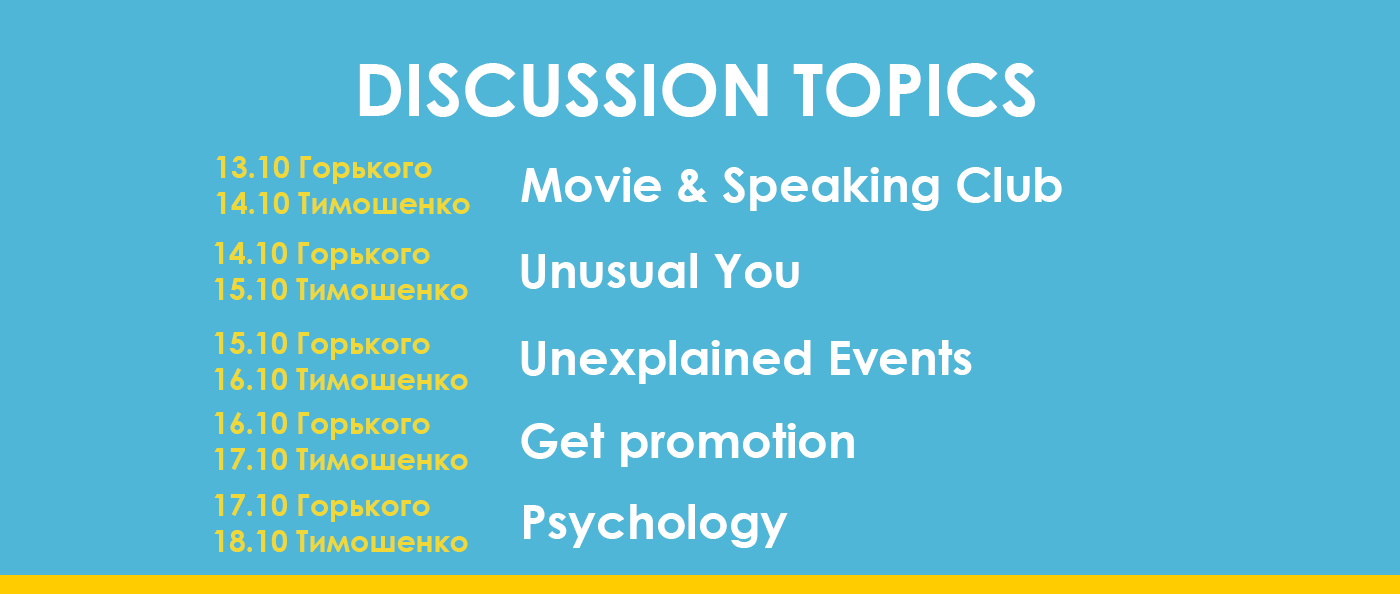 DISCUSSION TOPICS
13.10 Горького
14.10 Тимошенко
Movie & Speaking Club
14.10 Горького
15.10 Тимошенко
Unusual You
15.10 Горького
16.10 Тимошенко
Unexplained Events
16.10 Горького
17.10 Тимошенко
Get promotion
17.10 Горького
18.10 Тимошенко
Psychology